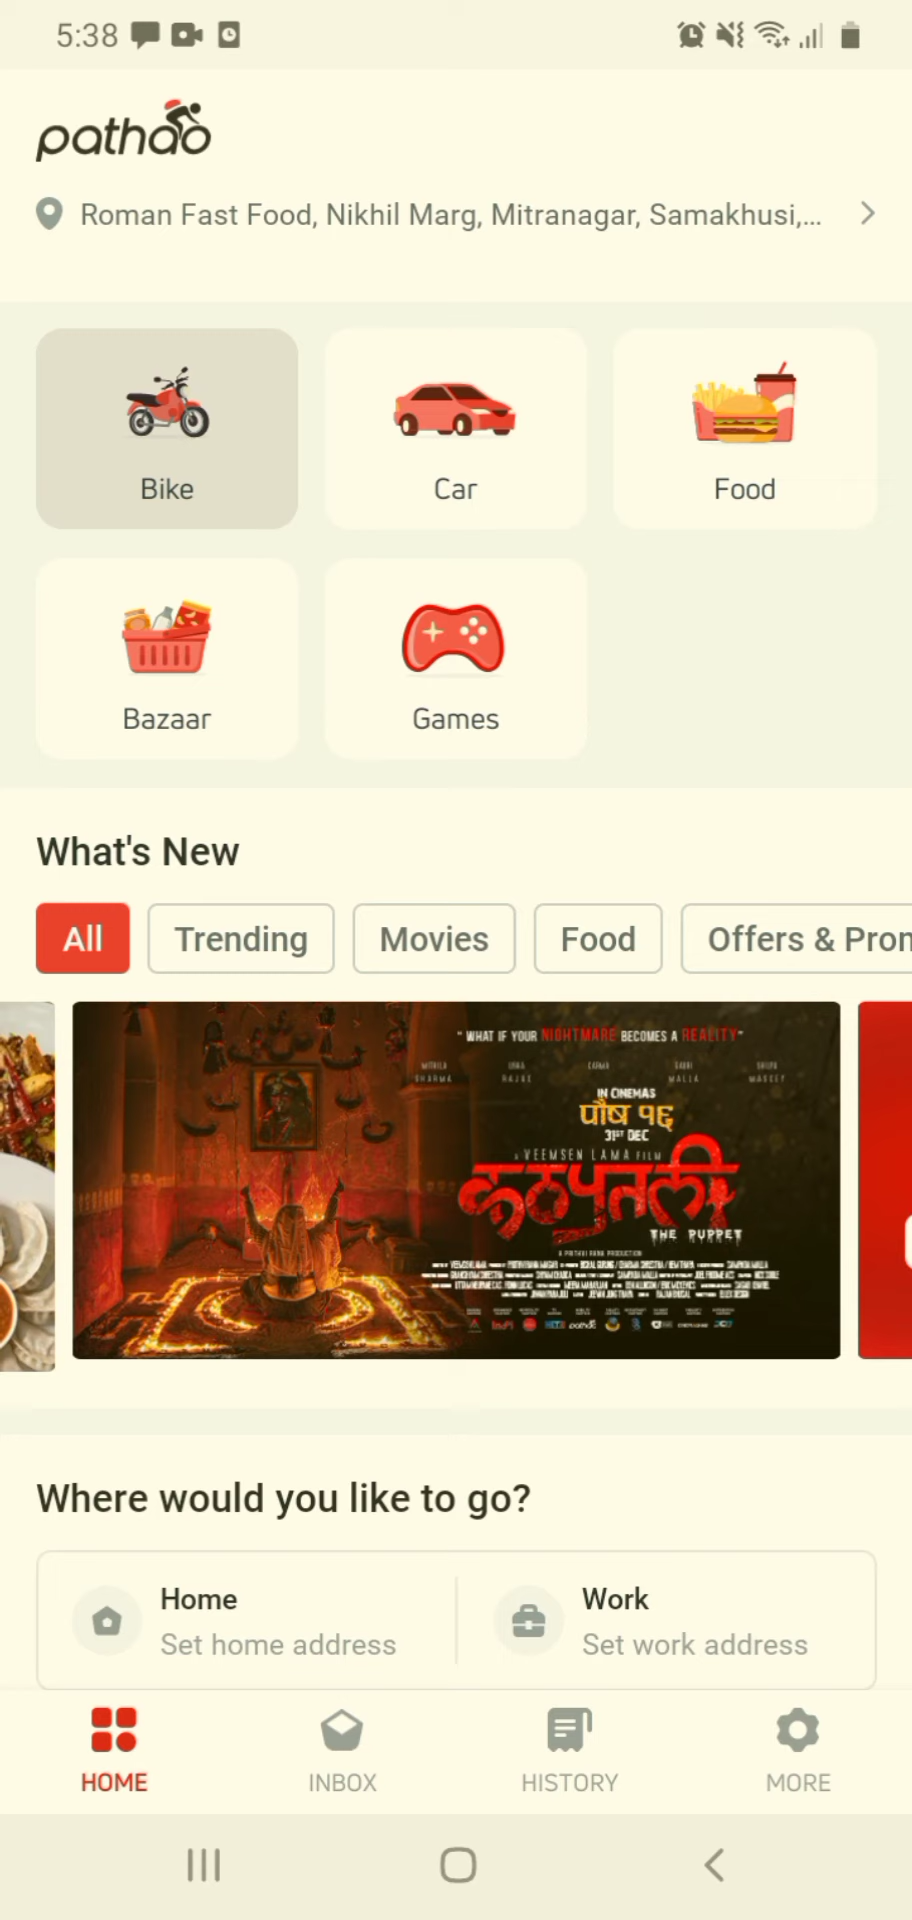 5:38
pathao
Roman Fast Food, Nikhil Marg, Mitranagar, Samakhusi,...
Bike
Car
Food
Bazaar
Games
What's New
All
Trending
Movies
Food
Offers & Pron
" WHAT IF YOUR NIGHTMARE BECOMES A REALITY"
IN CINEMAS
पौष १६
31ST DEC
A VEEMSEN LAMA FILM
कठपुतली
THE PUPPET
A PRITHVI RANA PRODUCTION
Where would you like to go?
Home
Set home address
Work
Set work address
HOME
INBOX
HISTORY
MORE